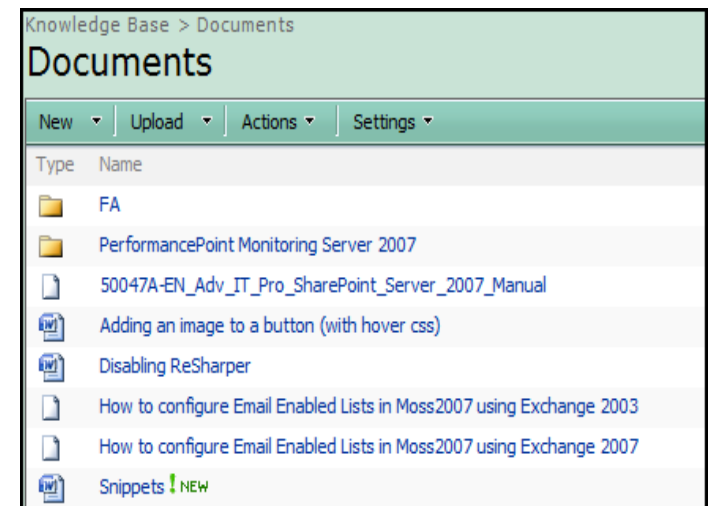 Knowledge Base > Documents
Documents
New Upload Actions Settings
Type Name
FA
PerformancePoint Monitoring Server 2007
50047A-EN_Adv_IT_Pro_SharePoint_Server_2007_Manual
Adding an image to a button (with hover css)
Disabling ReSharper
How to configure Email Enabled Lists in Moss2007 using Exchange 2003
How to configure Email Enabled Lists in Moss2007 using Exchange 2007
Snippets ! NEW